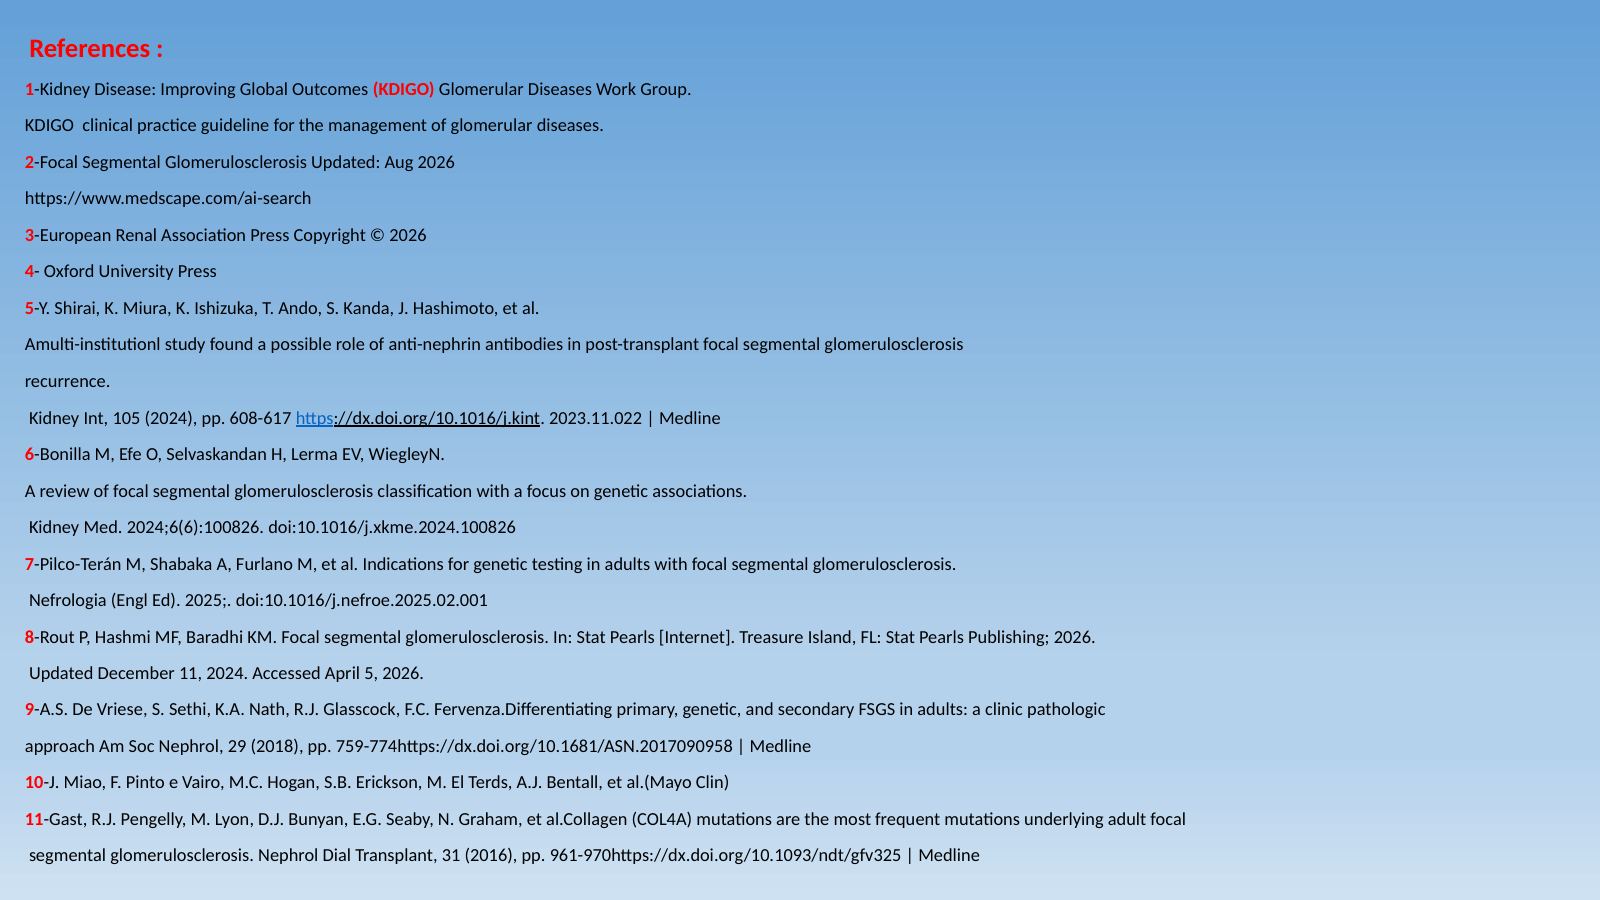 References :
1-Kidney Disease: Improving Global Outcomes (KDIGO) Glomerular Diseases Work Group.
KDIGO  clinical practice guideline for the management of glomerular diseases.
2-Focal Segmental Glomerulosclerosis Updated: Aug 2026
https://www.medscape.com/ai-search
3-European Renal Association Press Copyright © 2026
4- Oxford University Press
5-Y. Shirai, K. Miura, K. Ishizuka, T. Ando, S. Kanda, J. Hashimoto, et al.
Amulti-institutionl study found a possible role of anti-nephrin antibodies in post-transplant focal segmental glomerulosclerosis
recurrence.
Kidney Int, 105 (2024), pp. 608-617 https://dx.doi.org/10.1016/j.kint. 2023.11.022 | Medline
6-Bonilla M, Efe O, Selvaskandan H, Lerma EV, WiegleyN.
A review of focal segmental glomerulosclerosis classification with a focus on genetic associations.
Kidney Med. 2024;6(6):100826. doi:10.1016/j.xkme.2024.100826
7-Pilco-Terán M, Shabaka A, Furlano M, et al. Indications for genetic testing in adults with focal segmental glomerulosclerosis.
Nefrologia (Engl Ed). 2025;. doi:10.1016/j.nefroe.2025.02.001
8-Rout P, Hashmi MF, Baradhi KM. Focal segmental glomerulosclerosis. In: Stat Pearls [Internet]. Treasure Island, FL: Stat Pearls Publishing; 2026.
Updated December 11, 2024. Accessed April 5, 2026.
9-A.S. De Vriese, S. Sethi, K.A. Nath, R.J. Glasscock, F.C. Fervenza.Differentiating primary, genetic, and secondary FSGS in adults: a clinic pathologic
approach Am Soc Nephrol, 29 (2018), pp. 759-774https://dx.doi.org/10.1681/ASN.2017090958 | Medline
10-J. Miao, F. Pinto e Vairo, M.C. Hogan, S.B. Erickson, M. El Terds, A.J. Bentall, et al.(Mayo Clin)
11-Gast, R.J. Pengelly, M. Lyon, D.J. Bunyan, E.G. Seaby, N. Graham, et al.Collagen (COL4A) mutations are the most frequent mutations underlying adult focal
segmental glomerulosclerosis. Nephrol Dial Transplant, 31 (2016), pp. 961-970https://dx.doi.org/10.1093/ndt/gfv325 | Medline